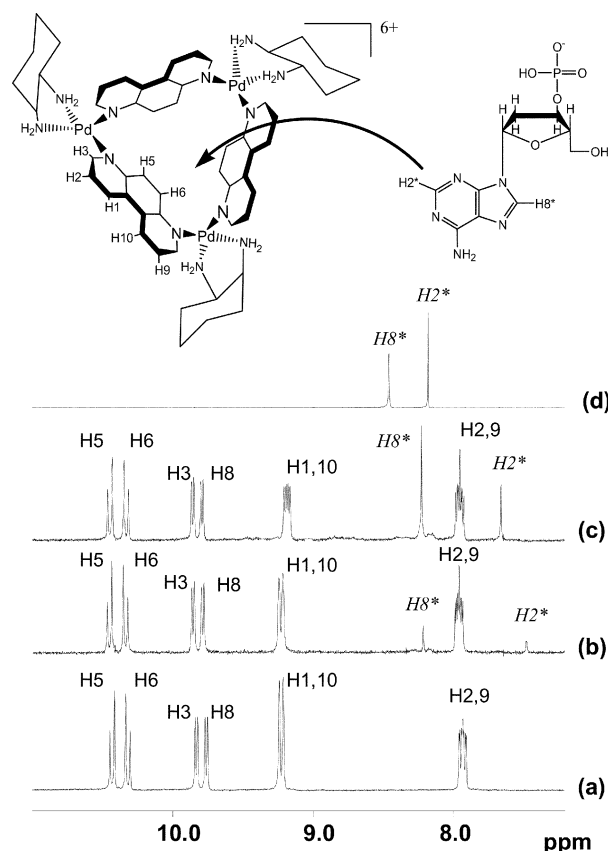 6+
H₂N
H₂N
NH₂
H₂N
Pd
Pd
N
N
N
N
N
N
Pd
NH₂
H₂N
H3
H2
H1
H5
H6
H10
H9
O⁻
HO-P=O
O
H H
H H
O
OH
H2*
N
N
N
N
H8*
NH₂
H2*
H8*
(d)
H5 H6 H3 H8 H1,10 H8* H2,9 H2*
(c)
H5 H6 H3 H8 H1,10 H8* H2,9 H2*
(b)
H5 H6 H3 H8 H1,10 H2,9
(a)
10.0 9.0 8.0 ppm